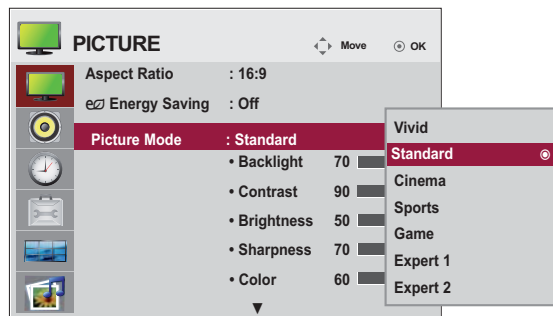 PICTURE Move OK
Aspect Ratio : 16:9
Energy Saving : Off
Picture Mode : Standard
• Backlight 70
• Contrast 90
• Brightness 50
• Sharpness 70
• Color 60
▼
Vivid
Standard
Cinema
Sports
Game
Expert 1
Expert 2